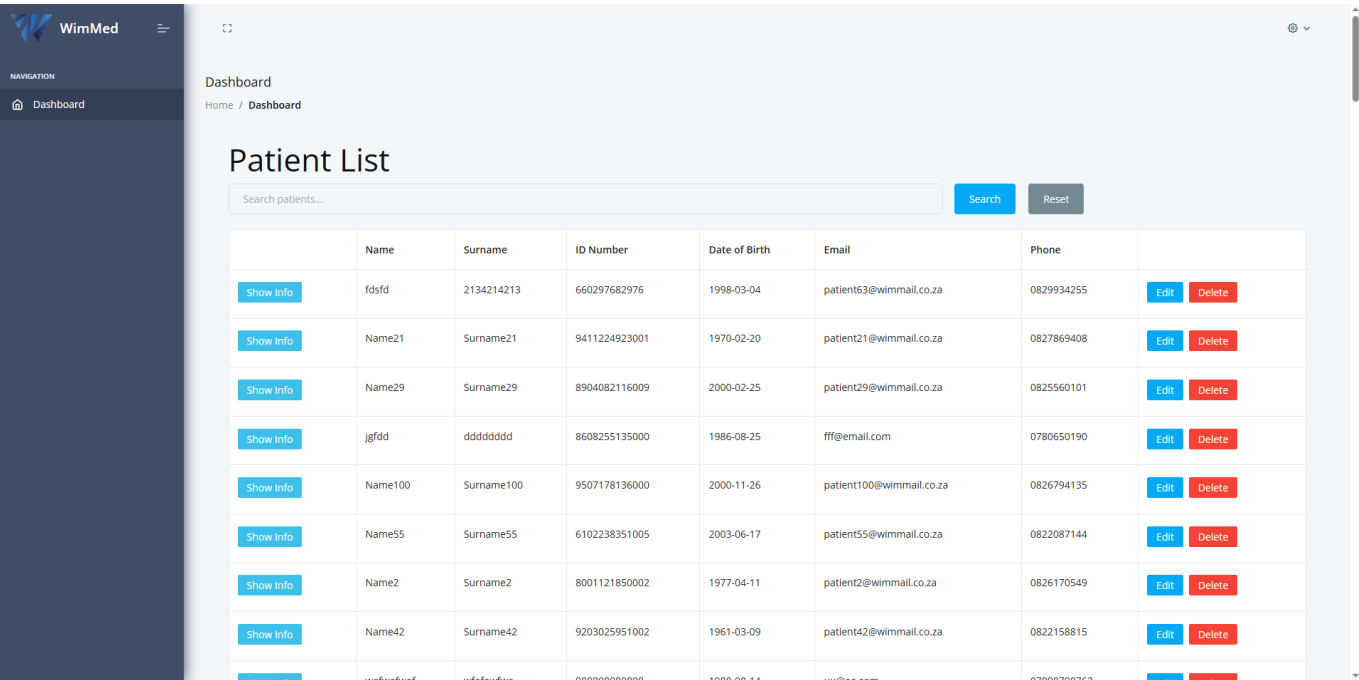 WimMed
NAVIGATION
Dashboard
Dashboard
Home / Dashboard
Patient List
Search patients... Search Reset
Name Surname ID Number Date of Birth Email Phone
Show Info fdsfd 2134214213 660297682976 1998-03-04 patient63@wimmail.co.za 0829934255 Edit Delete
Show Info Name21 Surname21 9411224923001 1970-02-20 patient21@wimmail.co.za 0827869408 Edit Delete
Show Info Name29 Surname29 8904082116009 2000-02-25 patient29@wimmail.co.za 0825560101 Edit Delete
Show Info jgfdd dddddddd 8608255135000 1986-08-25 fff@email.com 0780650190 Edit Delete
Show Info Name100 Surname100 9507178136000 2000-11-26 patient100@wimmail.co.za 0826794135 Edit Delete
Show Info Name55 Surname55 6102238351005 2003-06-17 patient55@wimmail.co.za 0822087144 Edit Delete
Show Info Name2 Surname2 8001121850002 1977-04-11 patient2@wimmail.co.za 0826170549 Edit Delete
Show Info Name42 Surname42 9203025951002 1961-03-09 patient42@wimmail.co.za 0822158815 Edit Delete